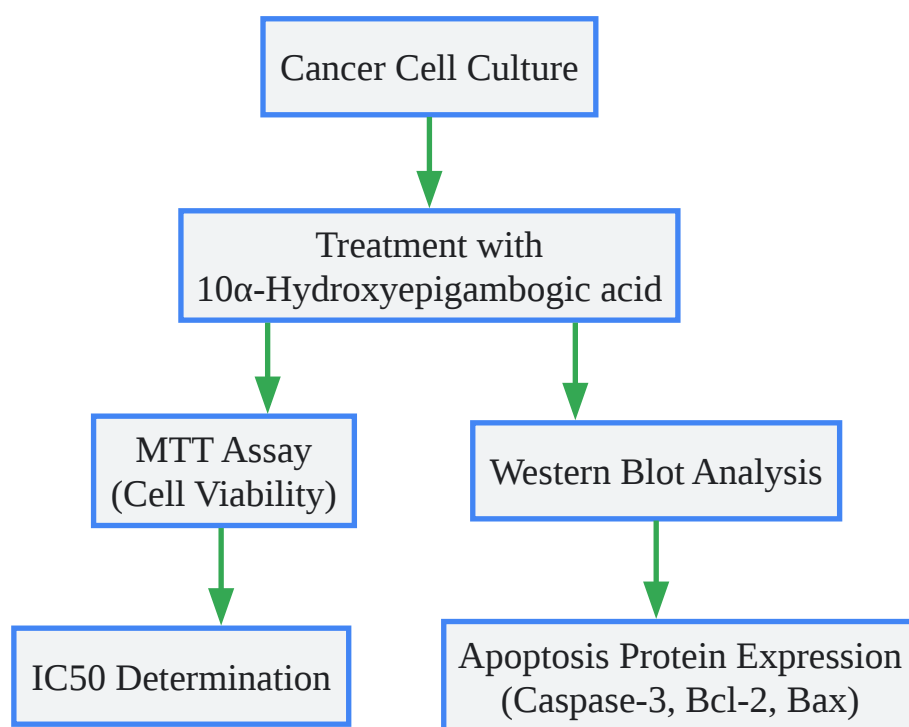 Cancer Cell Culture
Treatment with
10α-Hydroxyepigambogic acid
MTT Assay
(Cell Viability)
Western Blot Analysis
IC50 Determination
Apoptosis Protein Expression
(Caspase-3, Bcl-2, Bax)